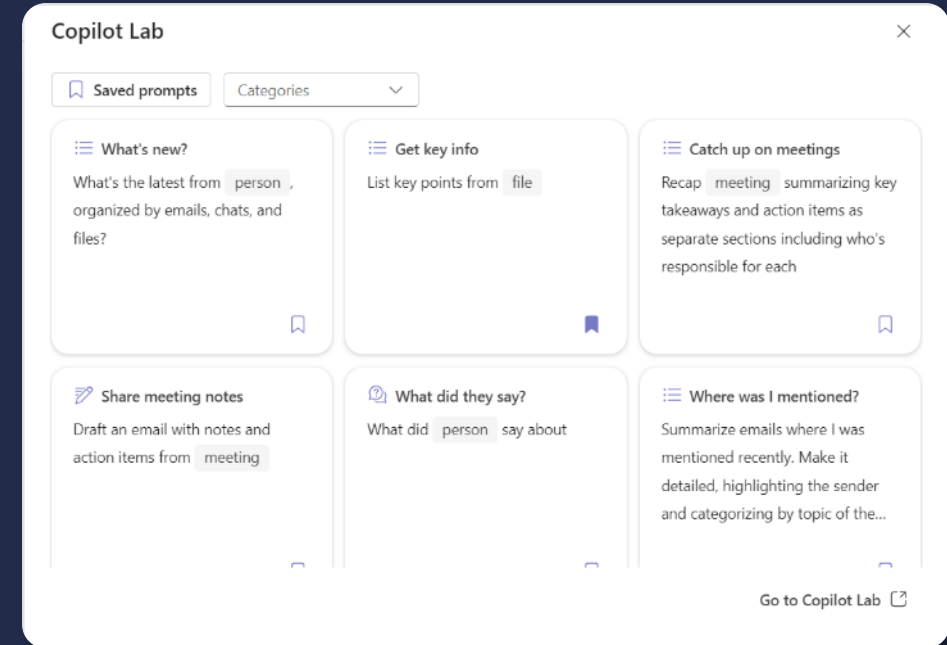 Copilot Lab
Saved prompts
Categories
What's new?
What's the latest from person ,
organized by emails, chats, and
files?
Get key info
List key points from file
Catch up on meetings
Recap meeting summarizing key
takeaways and action items as
separate sections including who's
responsible for each
Share meeting notes
Draft an email with notes and
action items from meeting
What did they say?
What did person say about
Where was I mentioned?
Summarize emails where I was
mentioned recently. Make it
detailed, highlighting the sender
and categorizing by topic of the...
Go to Copilot Lab